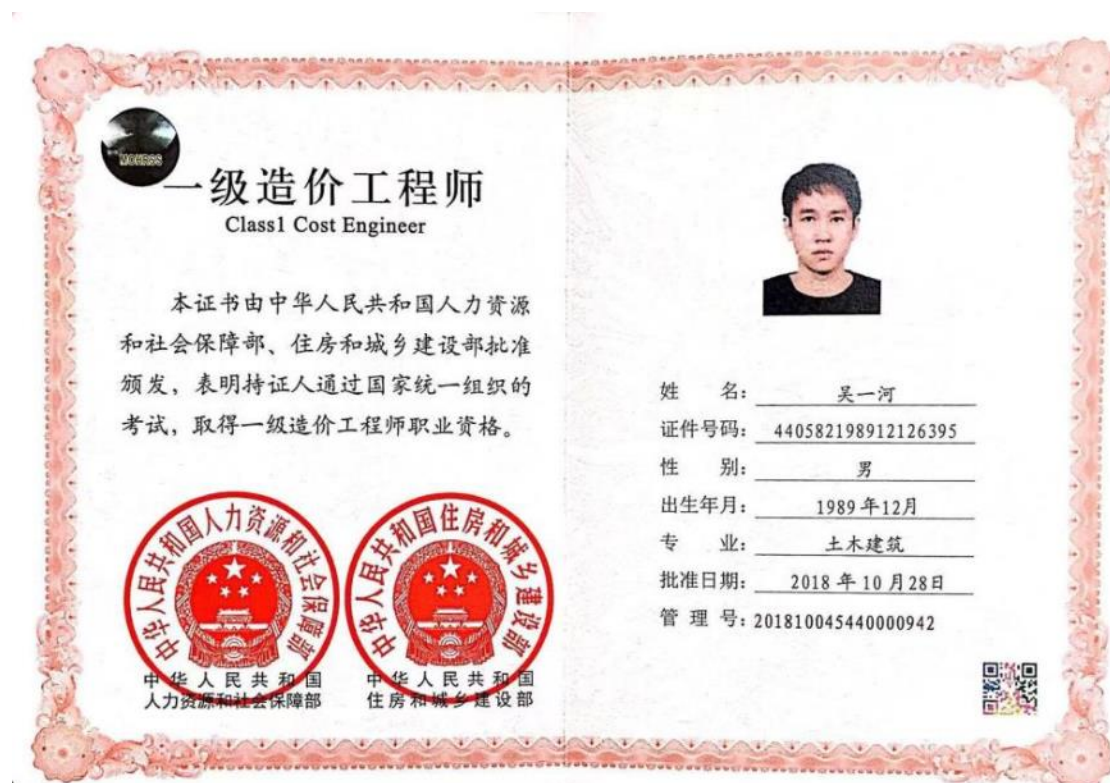 MOHRSS
一级造价工程师
Class1 Cost Engineer
本证书由中华人民共和国人力资源
和社会保障部、住房和城乡建设部批准
颁发，表明持证人通过国家统一组织的
考试，取得一级造价工程师职业资格。
中华人民共和国人力资源和社会保障部
中华人民共和国住房和城乡建设部
中华人民共和国
人力资源和社会保障部
中华人民共和国
住房和城乡建设部
姓 名：吴一河
证件号码：440582198912126395
性 别：男
出生年月：1989年12月
专 业：土木建筑
批准日期：2018年10月28日
管 理 号：201810045440000942